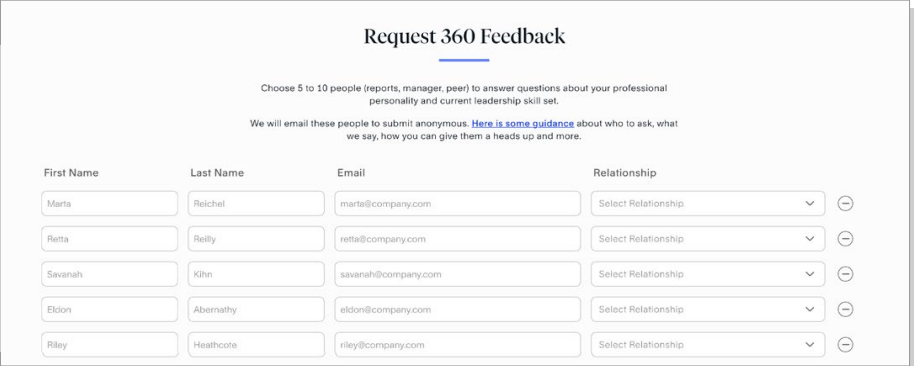 Request 360 Feedback
Choose 5 to 10 people (reports, manager, peer) to answer questions about your professional
personality and current leadership skill set.
We will email these people to submit anonymous. Here is some guidance about who to ask, what
we say, how you can give them a heads up and more.
First Name Last Name Email Relationship
Marta Reichel marta@company.com Select Relationship
Retta Reilly retta@company.com Select Relationship
Savanah Kihn savanah@company.com Select Relationship
Eldon Abernathy eldon@company.com Select Relationship
Riley Heathcote riley@company.com Select Relationship